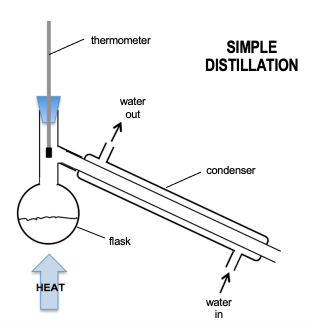 thermometer
SIMPLE
DISTILLATION
water
out
condenser
flask
HEAT
water
in